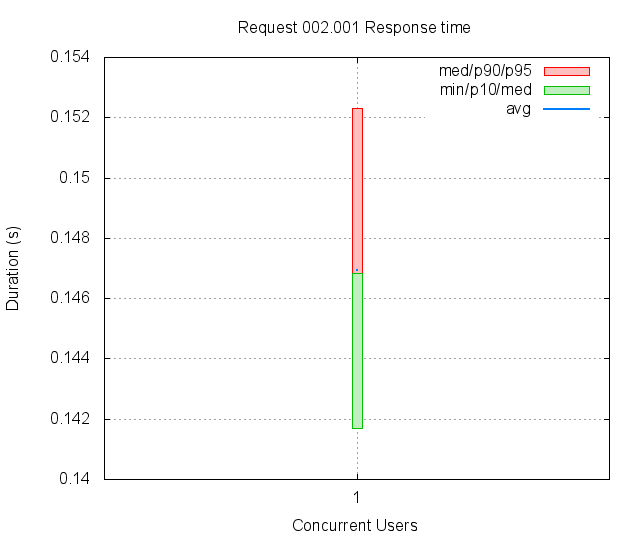 Request 002.001 Response time
med/p90/p95
min/p10/med
avg
0.154
0.152
0.15
0.148
0.146
0.144
0.142
0.14
Duration (s)
1
Concurrent Users